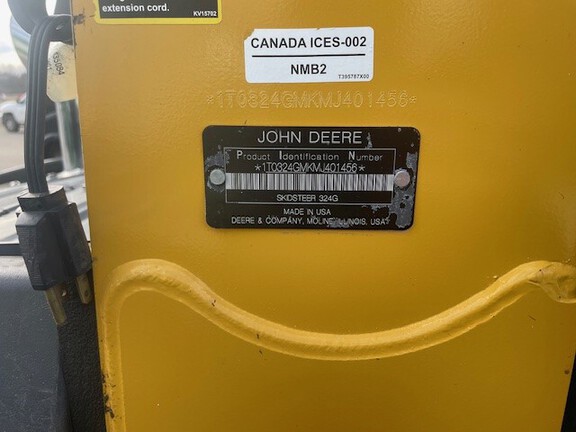 extension cord.
KV15702
CANADA ICES-002
NMB2
T395787X00
*1T0324GMKMJ401456*
JOHN DEERE
Product Identification Number
*1T0324GMKMJ401456*
SKIDSTEER 324G
MADE IN USA
DEERE & COMPANY, MOLINE, ILLINOIS. USA